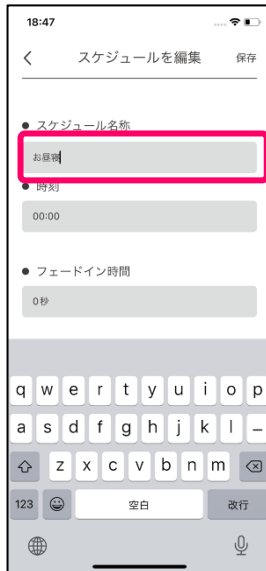 18:47
スケジュールを編集 保存
スケジュール名称
お昼寝
時刻
00:00
フェードイン時間
0秒
q w e r t y u i o p
a s d f g h j k l –
z x c v b n m
123 空白 改行